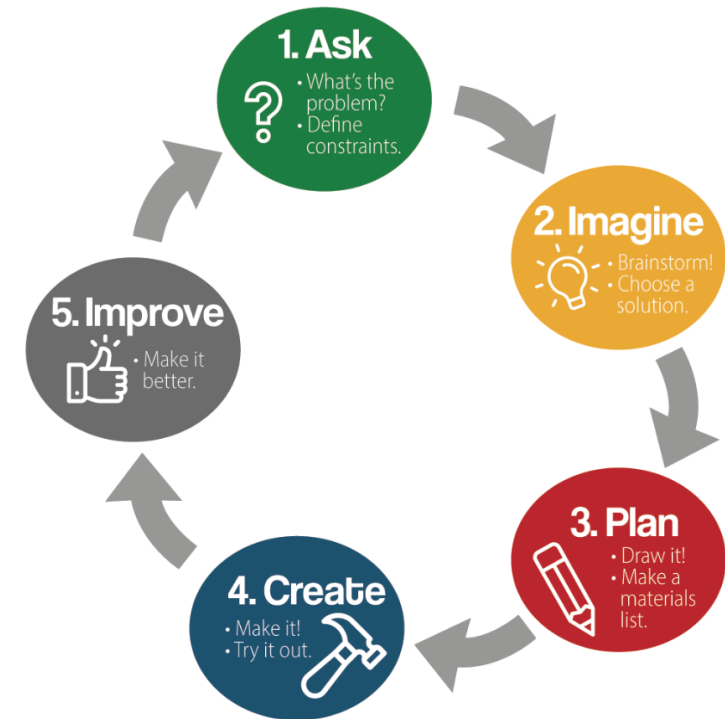 1. Ask
• What's the
problem?
• Define
constraints.
2. Imagine
• Brainstorm!
• Choose a
solution.
3. Plan
• Draw it!
• Make a
materials
list.
4. Create
• Make it!
• Try it out.
5. Improve
• Make it
better.